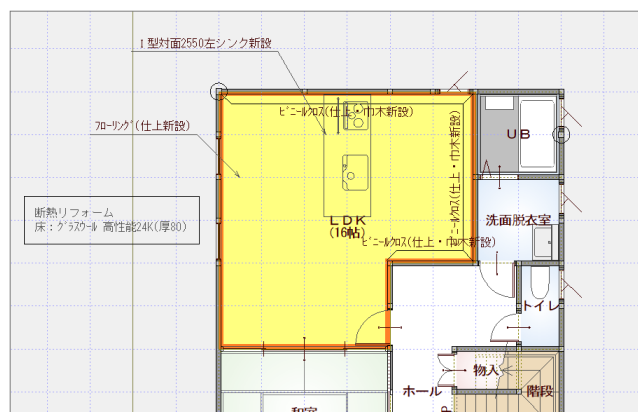 I型対面2550左シンク新設
ﾋﾞﾆｰﾙｸﾛｽ(仕上・巾木新設)
ﾌﾛｰﾘﾝｸﾞ(仕上新設)
ﾋﾞﾆｰﾙｸﾛｽ(仕上・巾木新設)
UB
断熱リフォーム
床：ｸﾞﾗｽｳｰﾙ 高性能24K(厚80)
LDK
(16帖)
洗面脱衣室
ﾋﾞﾆｰﾙｸﾛｽ(仕上・巾木新設)
トイレ
物入
ホール
階段
和室